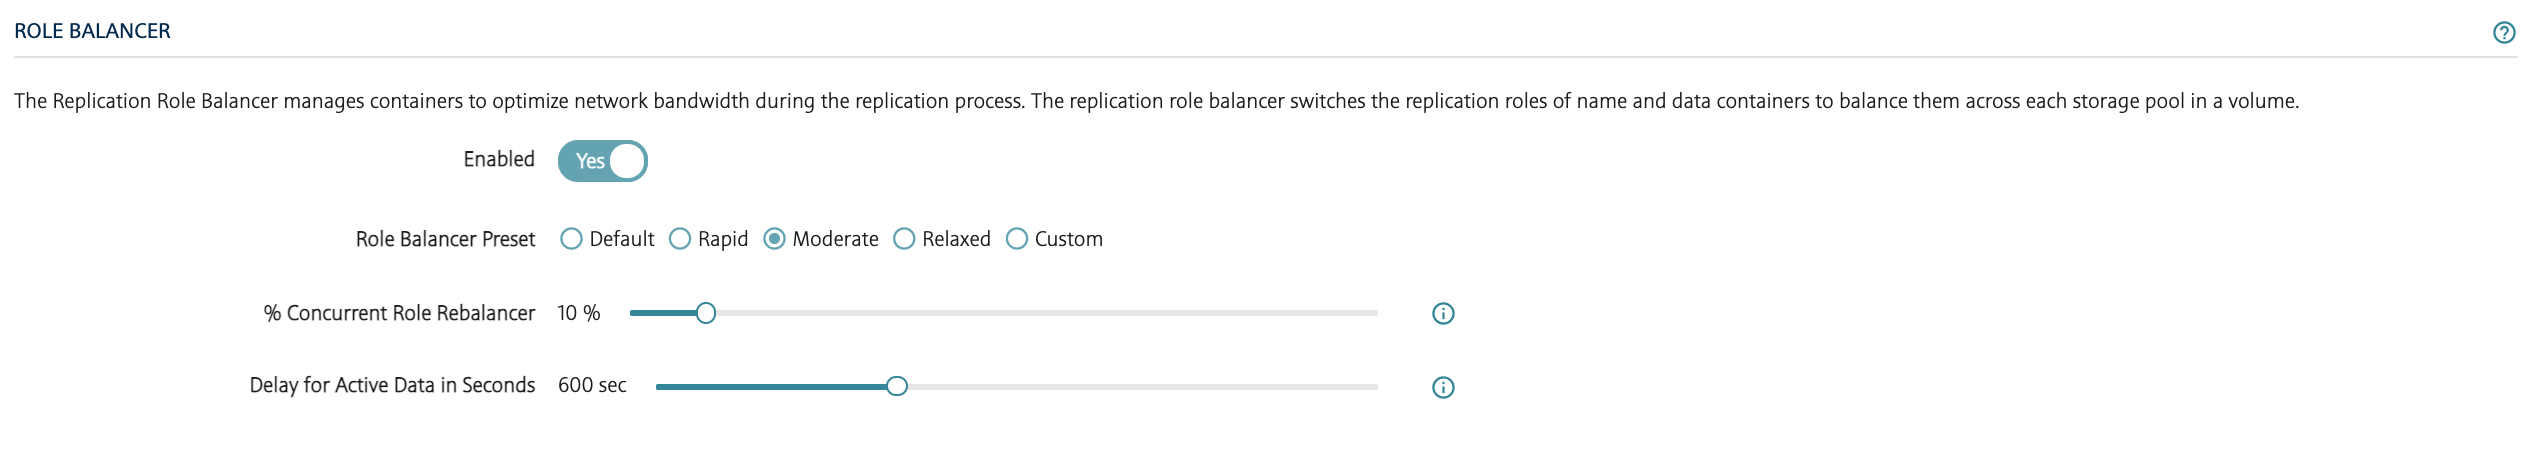 ROLE BALANCER
The Replication Role Balancer manages containers to optimize network bandwidth during the replication process. The replication role balancer switches the replication roles of name and data containers to balance them across each storage pool in a volume.
Enabled Yes
Role Balancer Preset Default Rapid Moderate Relaxed Custom
% Concurrent Role Rebalancer 10 %
Delay for Active Data in Seconds 600 sec